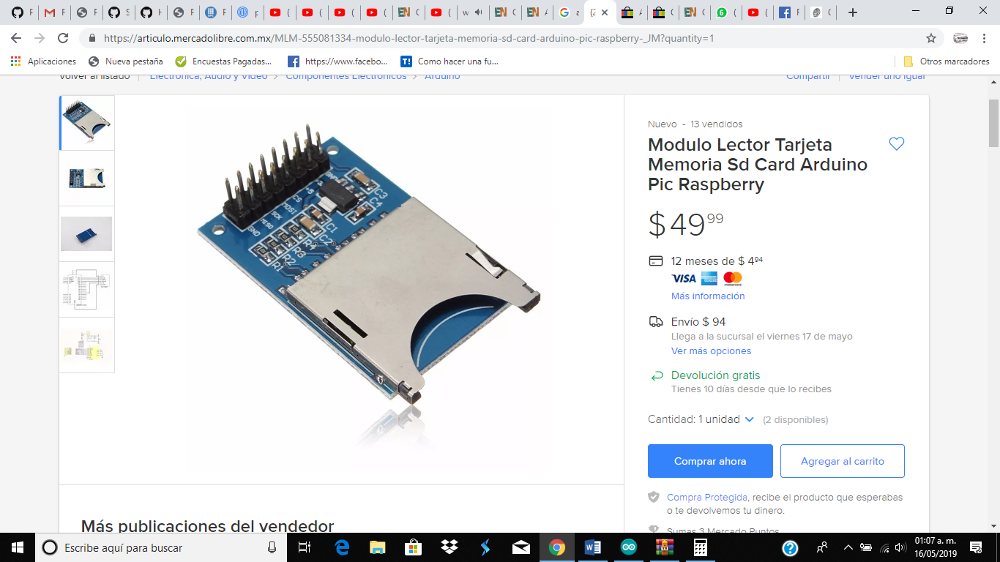 https://articulo.mercadolibre.com.mx/MLM-555081334-modulo-lector-tarjeta-memoria-sd-card-arduino-pic-raspberry-_JM?quantity=1
Aplicaciones
Nueva pestaña
Encuestas Pagadas...
https://www.facebo...
Como hacer una fu...
Otros marcadores
Volver al listado
Electrónica, Audio y Video
Componentes Electrónicos
Arduino
Compartir
Vender uno igual
GND
MISO
SCK
MOSI
CS
+5
C3
C4
C1
C2
R4
R3
R2
R1
Nuevo - 13 vendidos
Modulo Lector Tarjeta
Memoria Sd Card Arduino
Pic Raspberry
$ 49 99
12 meses de $ 4 94
VISA
Más información
Envío $ 94
Llega a la sucursal el viernes 17 de mayo
Ver más opciones
Devolución gratis
Tienes 10 días desde que lo recibes
Cantidad: 1 unidad (2 disponibles)
Comprar ahora
Agregar al carrito
Compra Protegida, recibe el producto que esperabas
o te devolvemos tu dinero.
Sumas 3 Mercado Puntos.
Más publicaciones del vendedor
Escribe aquí para buscar
01:07 a. m.
16/05/2019